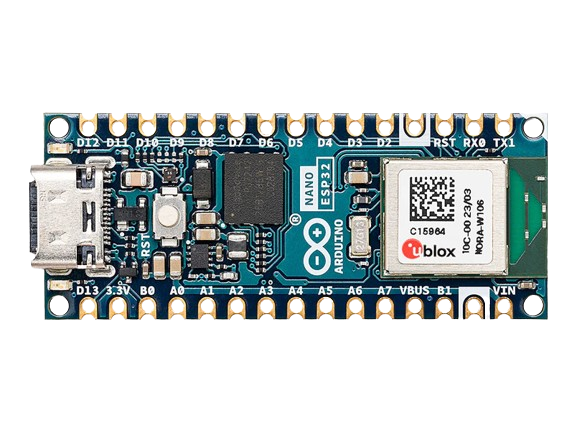 D12 D11 D10 D9 D8 D7 D6 D5 D4 D3 D2 RST RX0 TX1
NANO
ESP32
®
ARDUINO
RST
C15964
ublox
IOC-00 23/03
NORA-W106
D13 3.3V B0 A0 A1 A2 A3 A4 A5 A6 A7 VBUS B1 VIN